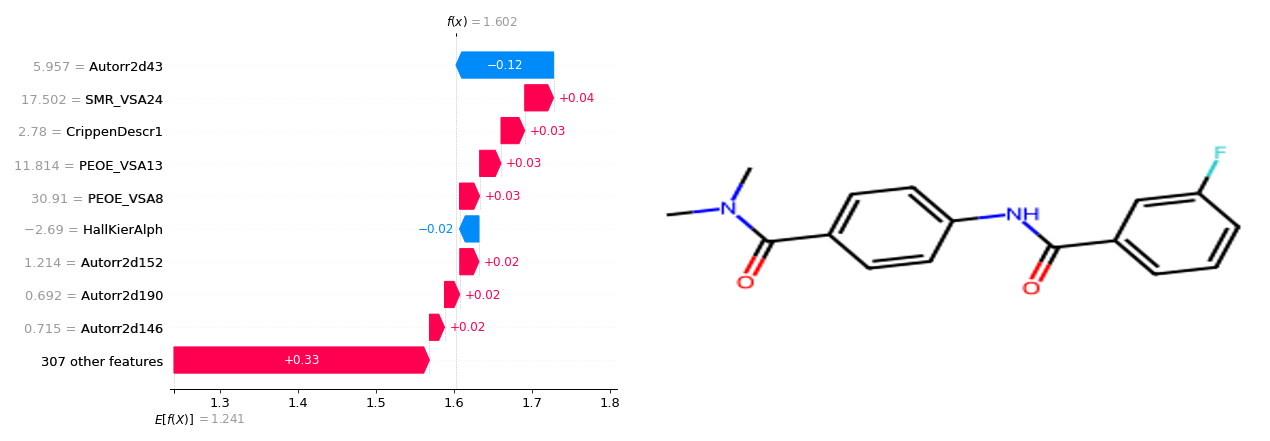 f(x) = 1.602
5.957 = Autorr2d43
−0.12
17.502 = SMR_VSA24
+0.04
2.78 = CrippenDescr1
+0.03
11.814 = PEOE_VSA13
+0.03
30.91 = PEOE_VSA8
+0.03
−2.69 = HallKierAlph
−0.02
1.214 = Autorr2d152
+0.02
0.692 = Autorr2d190
+0.02
0.715 = Autorr2d146
+0.02
307 other features
+0.33
1.3 1.4 1.5 1.6 1.7 1.8
E[f(X)] = 1.241
F
N
NH
O
O